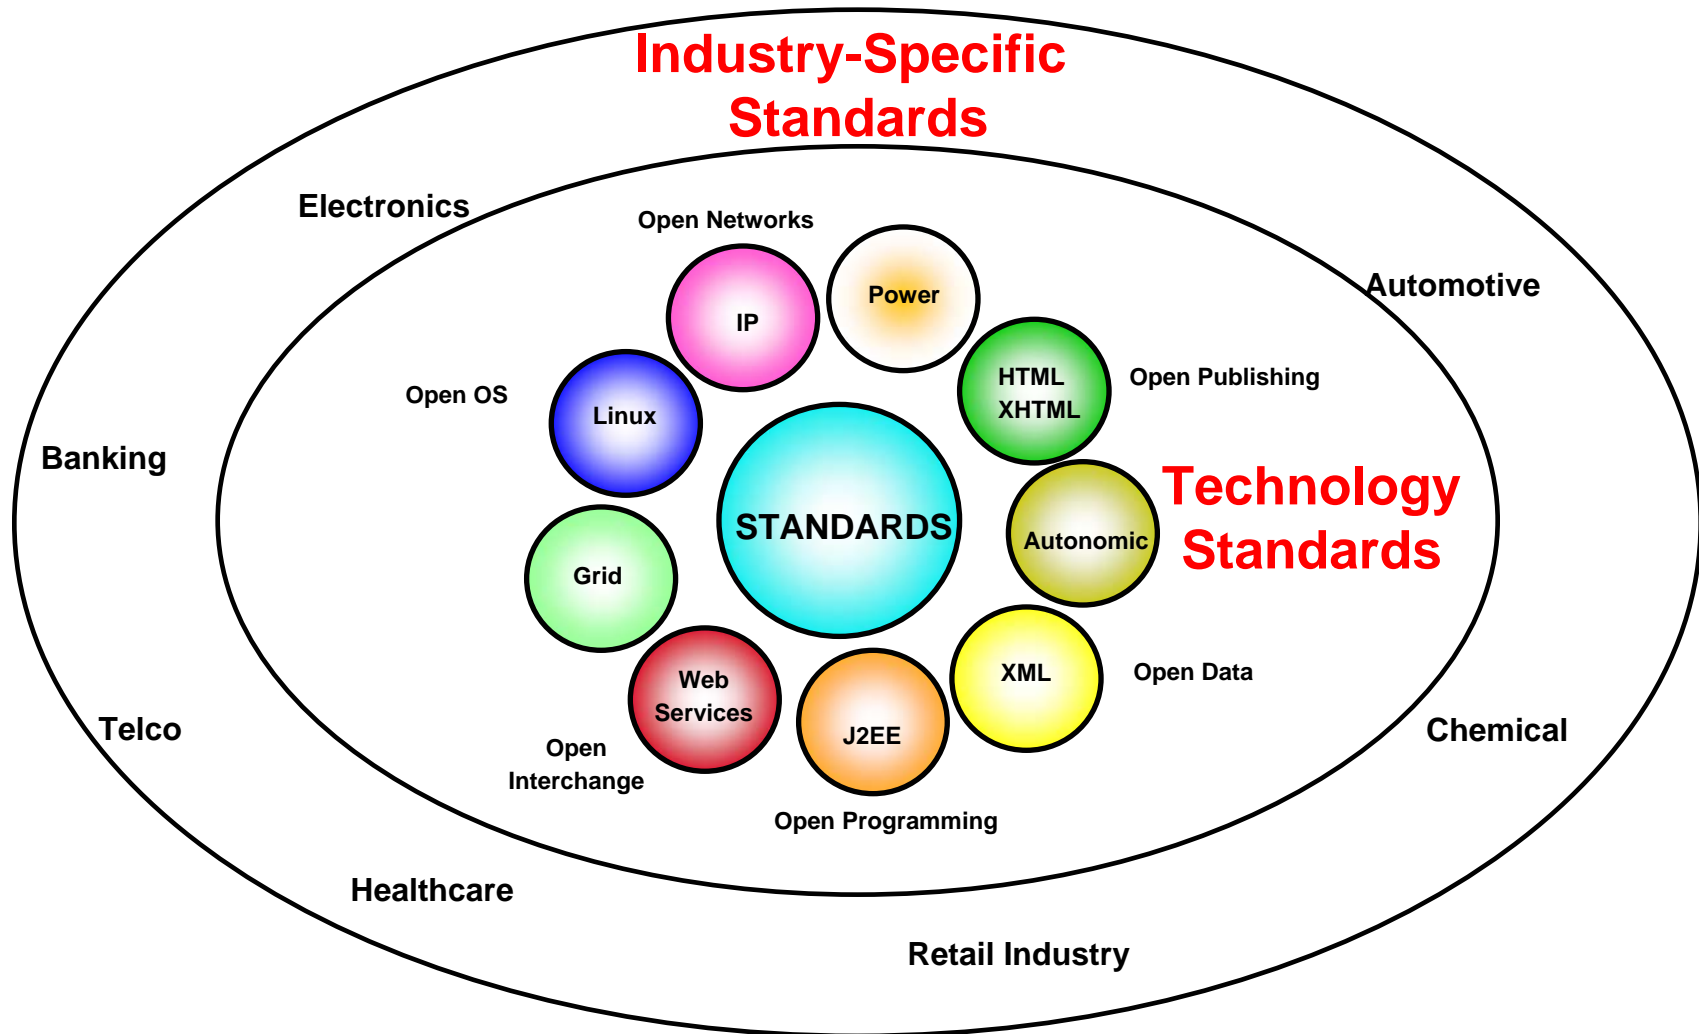 Industry-Specific
Standards
Electronics
Open Networks
Power
Automotive
IP
HTML
XHTML
Open Publishing
Open OS
Linux
Banking
Technology
Standards
STANDARDS
Autonomic
Grid
Web
Services
XML
Open Data
J2EE
Telco
Chemical
Open
Interchange
Open Programming
Healthcare
Retail Industry